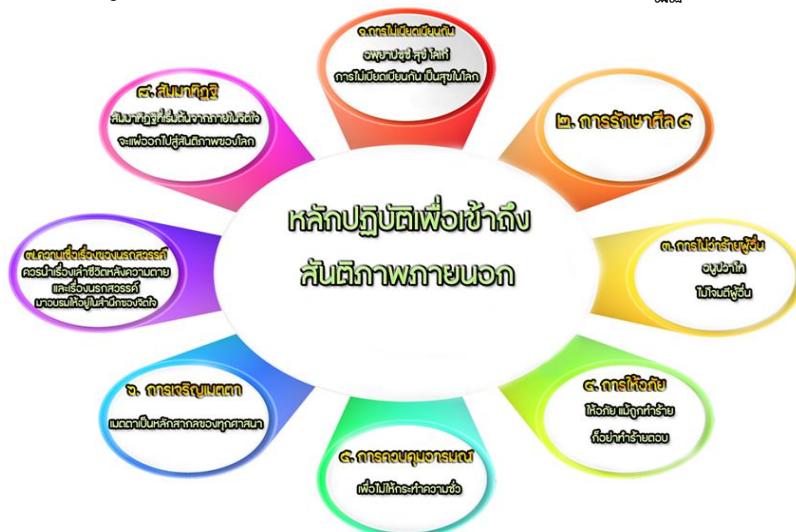 หลักปฏิบัติเพื่อเข้าถึง
สันติภาพภายนอก
๑.การไม่เบียดเบียนกัน
อพฺยาปชฺชํ สุขํ โลเก
การไม่เบียดเบียนกัน เป็นสุขในโลก
๒. การรักษาศีล ๕
๓. การไม่ว่าร้ายผู้อื่น
อนูปวาโท
ไม่โจมตีผู้อื่น
๔. การให้อภัย
ให้อภัย แม้ถูกทำร้าย
ก็อย่าทำร้ายตอบ
๕. การควบคุมอารมณ์
เพื่อไม่ให้กระทำความชั่ว
๖. การเจริญเมตตา
เมตตาเป็นหลักสากลของทุกศาสนา
๗.ความเชื่อเรื่องของนรกสวรรค์
ควรนำเรื่องเล่าชีวิตหลังความตาย
และเรื่องนรกสวรรค์
มาอบรมให้อยู่ในสำนึกของจิตใจ
๘. สัมมาทิฏฐิ
สัมมาทิฏฐิที่เริ่มต้นจากภายในจิตใจ
จะแผ่ออกไปสู่สันติภาพของโลก